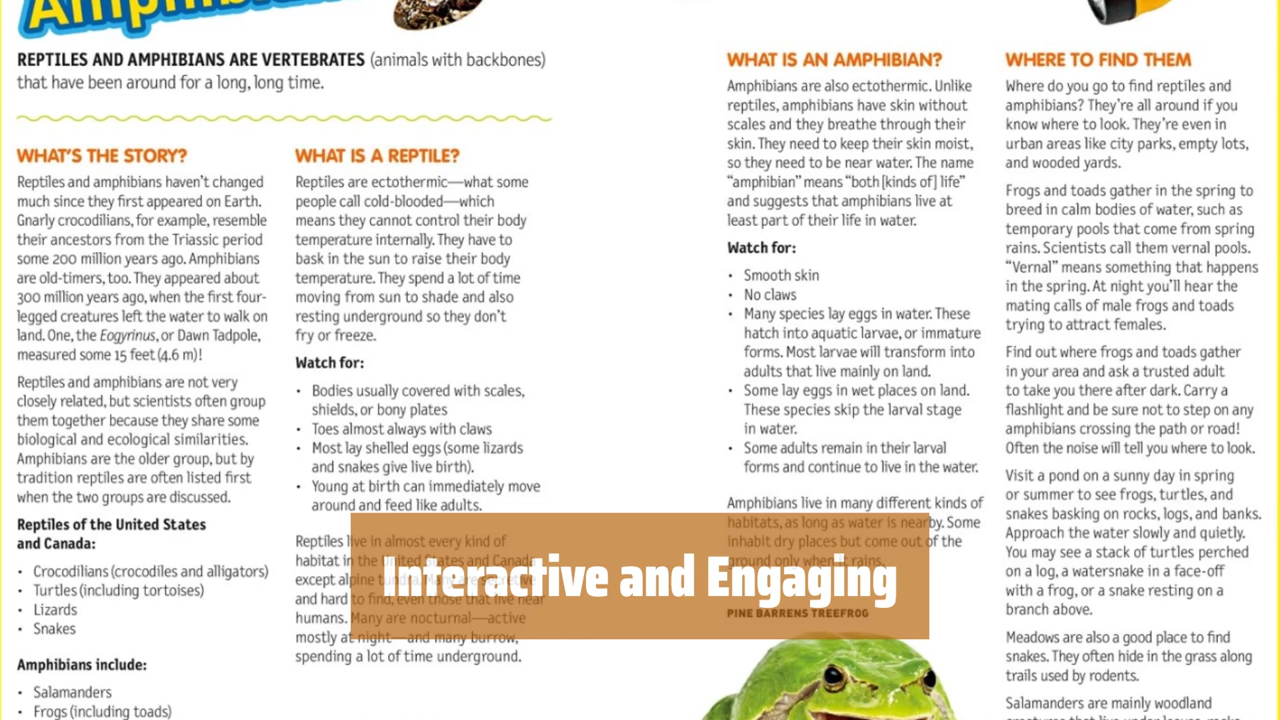 Amphibi
REPTILES AND AMPHIBIANS ARE VERTEBRATES (animals with backbones)
that have been around for a long, long time.
WHAT'S THE STORY?
Reptiles and amphibians haven't changed
much since they first appeared on Earth.
Gnarly crocodilians, for example, resemble
their ancestors from the Triassic period
some 200 million years ago. Amphibians
are old-timers, too. They appeared about
300 million years ago, when the first four-
legged creatures left the water to walk on
land. One, the Eogyrinus, or Dawn Tadpole,
measured some 15 feet (4.6 m)!
Reptiles and amphibians are not very
closely related, but scientists often group
them together because they share some
biological and ecological similarities.
Amphibians are the older group, but by
tradition reptiles are often listed first
when the two groups are discussed.
Reptiles of the United States
and Canada:
• Crocodilians (crocodiles and alligators)
• Turtles (including tortoises)
• Lizards
• Snakes
Amphibians include:
• Salamanders
• Frogs (including toads)
WHAT IS A REPTILE?
Reptiles are ectothermic—what some
people call cold-blooded—which
means they cannot control their body
temperature internally. They have to
bask in the sun to raise their body
temperature. They spend a lot of time
moving from sun to shade and also
resting underground so they don't
fry or freeze.
Watch for:
• Bodies usually covered with scales,
shields, or bony plates
• Toes almost always with claws
• Most lay shelled eggs (some lizards
and snakes give live birth).
• Young at birth can immediately move
around and feed like adults.
Reptiles live in almost every kind of
habitat in the United States and Canada
except alpine tundra. Many are secretive
and hard to find, even those that live near
humans. Many are nocturnal—active
mostly at night—and many burrow,
spending a lot of time underground.
Interactive and Engaging
WHAT IS AN AMPHIBIAN?
Amphibians are also ectothermic. Unlike
reptiles, amphibians have skin without
scales and they breathe through their
skin. They need to keep their skin moist,
so they need to be near water. The name
"amphibian" means "both [kinds of] life"
and suggests that amphibians live at
least part of their life in water.
Watch for:
• Smooth skin
• No claws
• Many species lay eggs in water. These
hatch into aquatic larvae, or immature
forms. Most larvae will transform into
adults that live mainly on land.
• Some lay eggs in wet places on land.
These species skip the larval stage
in water.
• Some adults remain in their larval
forms and continue to live in the water.
Amphibians live in many different kinds of
habitats, as long as water is nearby. Some
inhabit dry places but come out of the
ground only when it rains.
PINE BARRENS TREEFROG
WHERE TO FIND THEM
Where do you go to find reptiles and
amphibians? They're all around if you
know where to look. They're even in
urban areas like city parks, empty lots,
and wooded yards.
Frogs and toads gather in the spring to
breed in calm bodies of water, such as
temporary pools that come from spring
rains. Scientists call them vernal pools.
"Vernal" means something that happens
in the spring. At night you'll hear the
mating calls of male frogs and toads
trying to attract females.
Find out where frogs and toads gather
in your area and ask a trusted adult
to take you there after dark. Carry a
flashlight and be sure not to step on any
amphibians crossing the path or road!
Often the noise will tell you where to look.
Visit a pond on a sunny day in spring
or summer to see frogs, turtles, and
snakes basking on rocks, logs, and banks.
Approach the water slowly and quietly.
You may see a stack of turtles perched
on a log, a watersnake in a face-off
with a frog, or a snake resting on a
branch above.
Meadows are also a good place to find
snakes. They often hide in the grass along
trails used by rodents.
Salamanders are mainly woodland